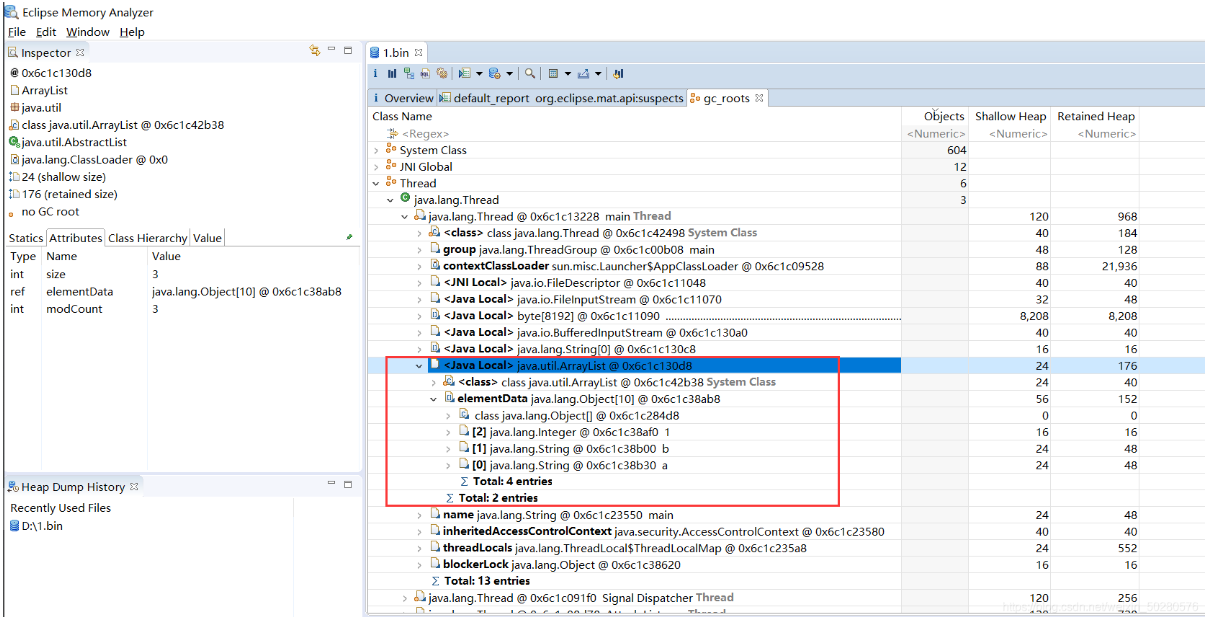 Eclipse Memory Analyzer
File Edit Window Help
Inspector
@ 0x6c1c130d8
ArrayList
java.util
class java.util.ArrayList @ 0x6c1c42b38
java.util.AbstractList
java.lang.ClassLoader @ 0x0
24 (shallow size)
176 (retained size)
no GC root
Statics Attributes Class Hierarchy Value
Type Name Value
int size 3
ref elementData java.lang.Object[10] @ 0x6c1c38ab8
int modCount 3
Heap Dump History
Recently Used Files
D:\1.bin
1.bin
Overview default_report org.eclipse.mat.api:suspects gc_roots
Class Name Objects Shallow Heap Retained Heap
<Regex> <Numeric> <Numeric> <Numeric>
System Class 604
JNI Global 12
Thread 6
java.lang.Thread 3
java.lang.Thread @ 0x6c1c13228 main Thread 120 968
<class> class java.lang.Thread @ 0x6c1c42498 System Class 40 184
group java.lang.ThreadGroup @ 0x6c1c00b08 main 48 128
contextClassLoader sun.misc.Launcher$AppClassLoader @ 0x6c1c09528 88 21,936
<JNI Local> java.io.FileDescriptor @ 0x6c1c11048 40 40
<Java Local> java.io.FileInputStream @ 0x6c1c11070 32 48
<Java Local> byte[8192] @ 0x6c1c11090 ................................................................................ 8,208 8,208
<Java Local> java.io.BufferedInputStream @ 0x6c1c130a0 40 40
<Java Local> java.lang.String[0] @ 0x6c1c130c8 16 16
<Java Local> java.util.ArrayList @ 0x6c1c130d8 24 176
<class> class java.util.ArrayList @ 0x6c1c42b38 System Class 24 40
elementData java.lang.Object[10] @ 0x6c1c38ab8 56 152
class java.lang.Object[] @ 0x6c1c284d8 0 0
[2] java.lang.Integer @ 0x6c1c38af0 1 16 16
[1] java.lang.String @ 0x6c1c38b00 b 24 48
[0] java.lang.String @ 0x6c1c38b30 a 24 48
Σ Total: 4 entries
Σ Total: 2 entries
name java.lang.String @ 0x6c1c23550 main 24 48
inheritedAccessControlContext java.security.AccessControlContext @ 0x6c1c23580 40 40
threadLocals java.lang.ThreadLocal$ThreadLocalMap @ 0x6c1c235a8 24 552
blockerLock java.lang.Object @ 0x6c1c38620 16 16
Σ Total: 13 entries
java.lang.Thread @ 0x6c1c091f0 Signal Dispatcher Thread 120 256